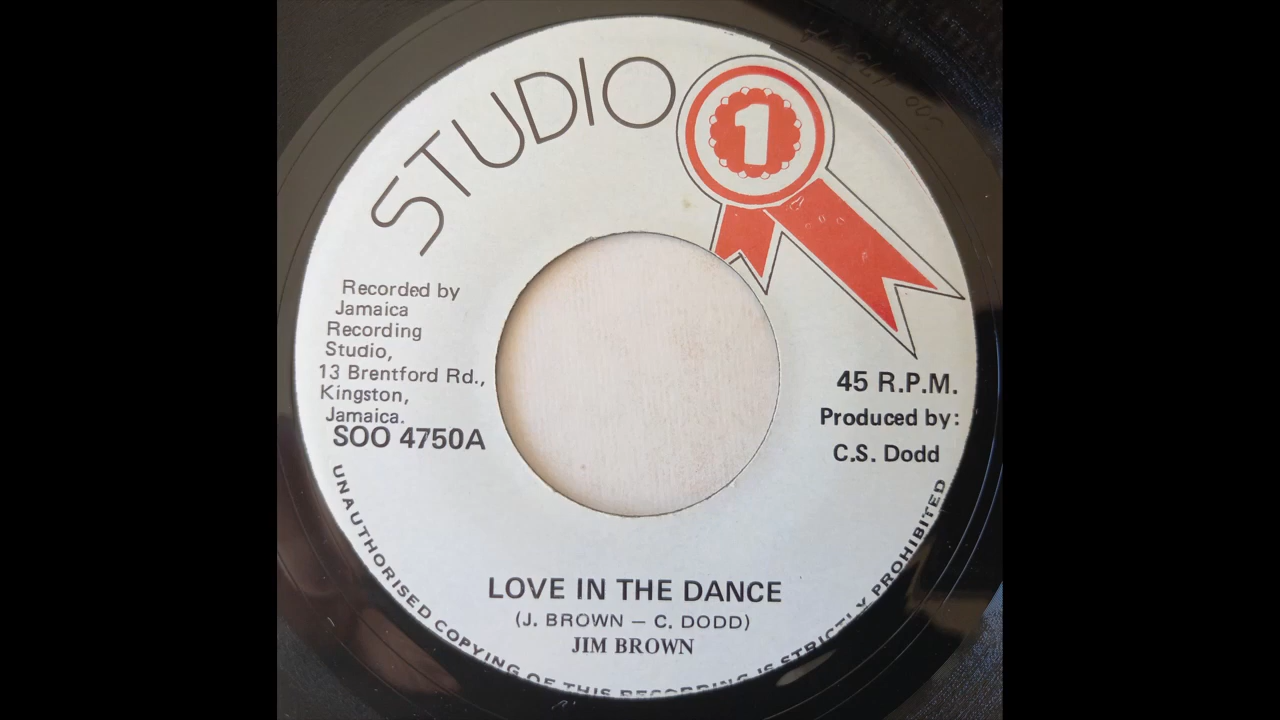 STUDIO
1
Recorded by
Jamaica
Recording
Studio,
13 Brentford Rd.,
Kingston,
Jamaica.
SOO 4750A
45 R.P.M.
Produced by:
C.S. Dodd
LOVE IN THE DANCE
(J. BROWN – C. DODD)
JIM BROWN
UNAUTHORISED COPYING OF THIS RECORDING IS STRICTLY PROHIBITED